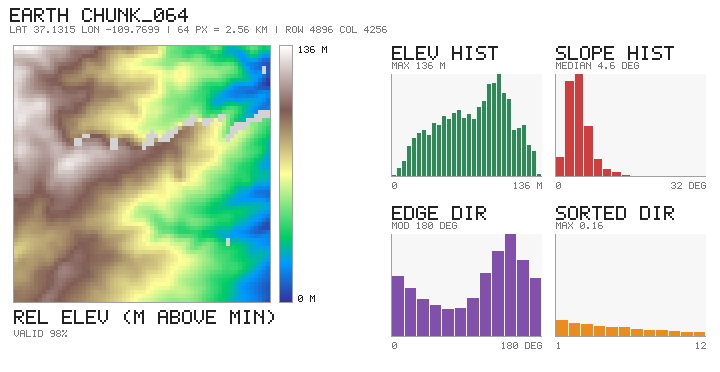 EARTH CHUNK_064
LAT 37.1315 LON -109.7699 | 64 PX = 2.56 KM | ROW 4896 COL 4256
136 M
0 M
REL ELEV (M ABOVE MIN)
VALID 98%
ELEV HIST
MAX 136 M
0 136 M
SLOPE HIST
MEDIAN 4.6 DEG
0 32 DEG
EDGE DIR
MOD 180 DEG
0 180 DEG
SORTED DIR
MAX 0.16
1 12